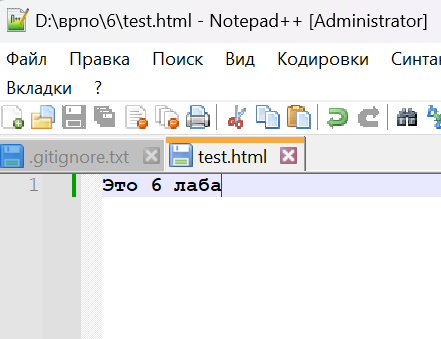 D:\врпо\6\test.html - Notepad++ [Administrator]
Файл Правка Поиск Вид Кодировки Синта
Вкладки ?
.gitignore.txt test.html
1 Это 6 лаба